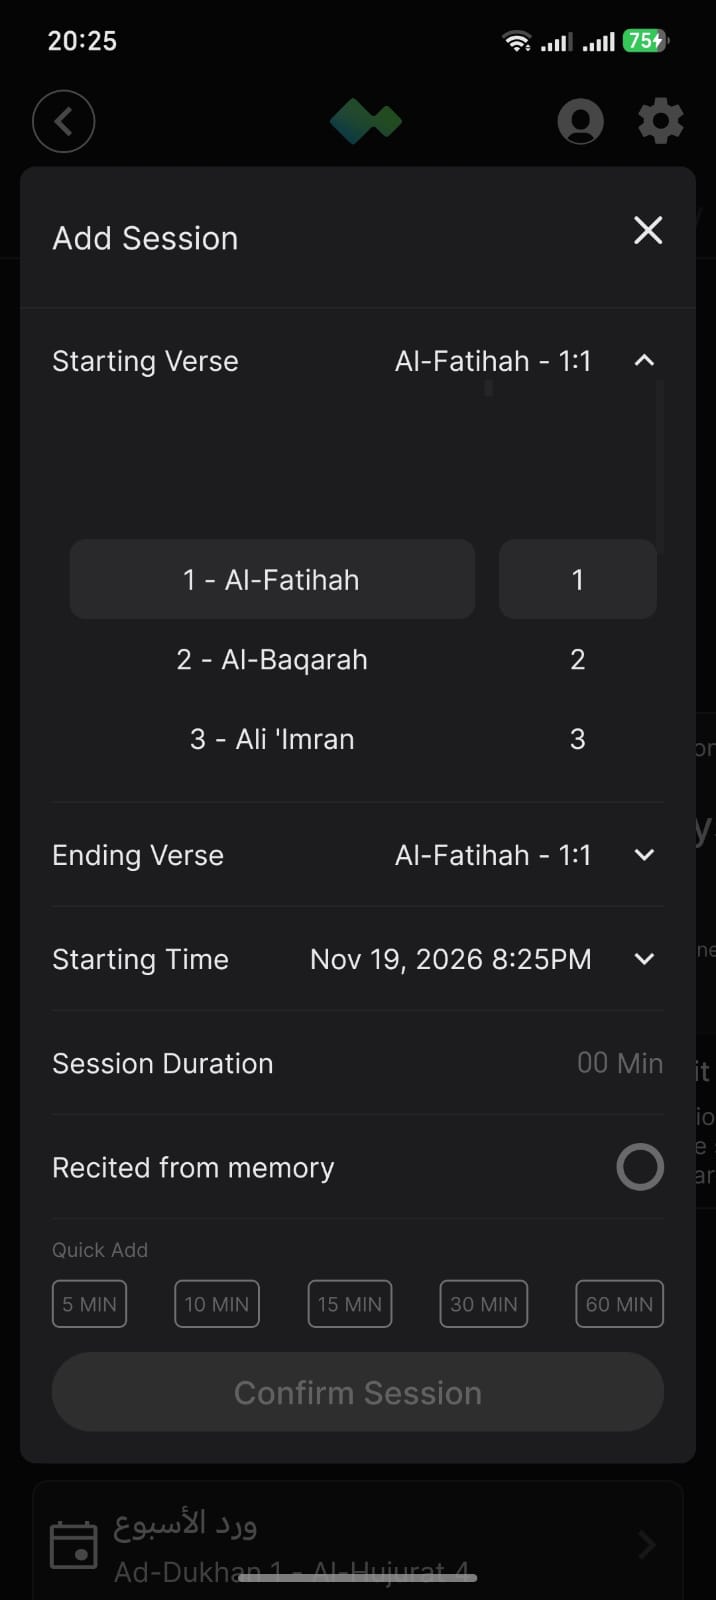 20:25
75
Add Session
Starting Verse Al-Fatihah - 1:1
1 - Al-Fatihah 1
2 - Al-Baqarah 2
3 - Ali 'Imran 3
Ending Verse Al-Fatihah - 1:1
Starting Time Nov 19, 2026 8:25PM
Session Duration 00 Min
Recited from memory
Quick Add
5 MIN 10 MIN 15 MIN 30 MIN 60 MIN
Confirm Session
ورد الأسبوع
Ad-Dukhan 1 - Al-Hujurat 4